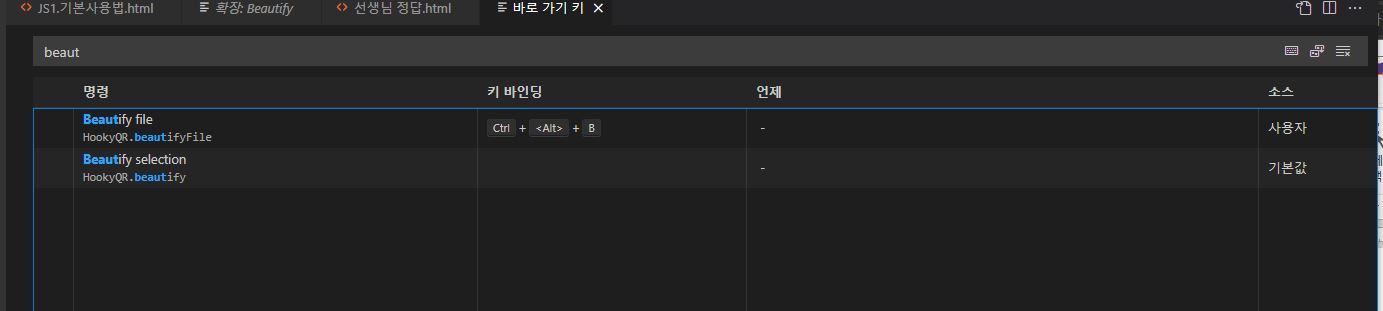 JS1.기본사용법.html
확장: Beautify
선생님 정답.html
바로 가기 키
beaut
명령 키 바인딩 언제 소스
Beautify file
HookyQR.beautifyFile
Ctrl + <Alt> + B
-
사용자
Beautify selection
HookyQR.beautify
-
기본값